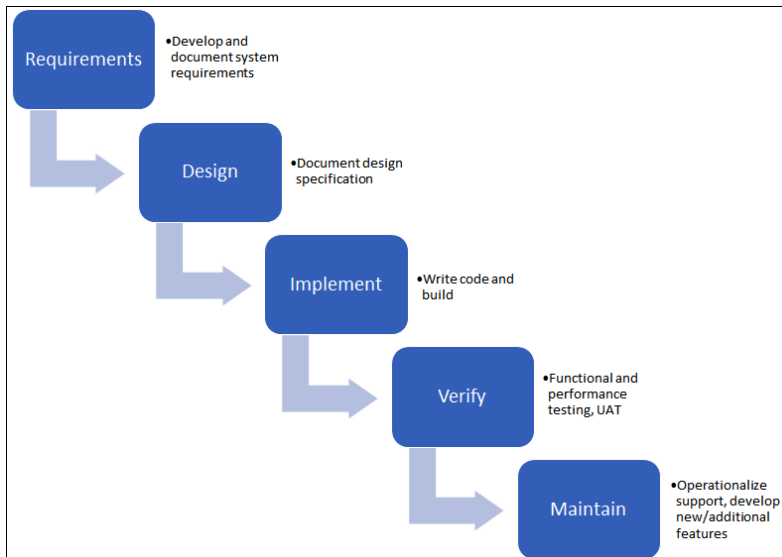 Requirements
•Develop and
document system
requirements
Design
•Document design
specification
Implement
•Write code and
build
Verify
•Functional and
performance
testing, UAT
Maintain
•Operationalize
support, develop
new/additional
features